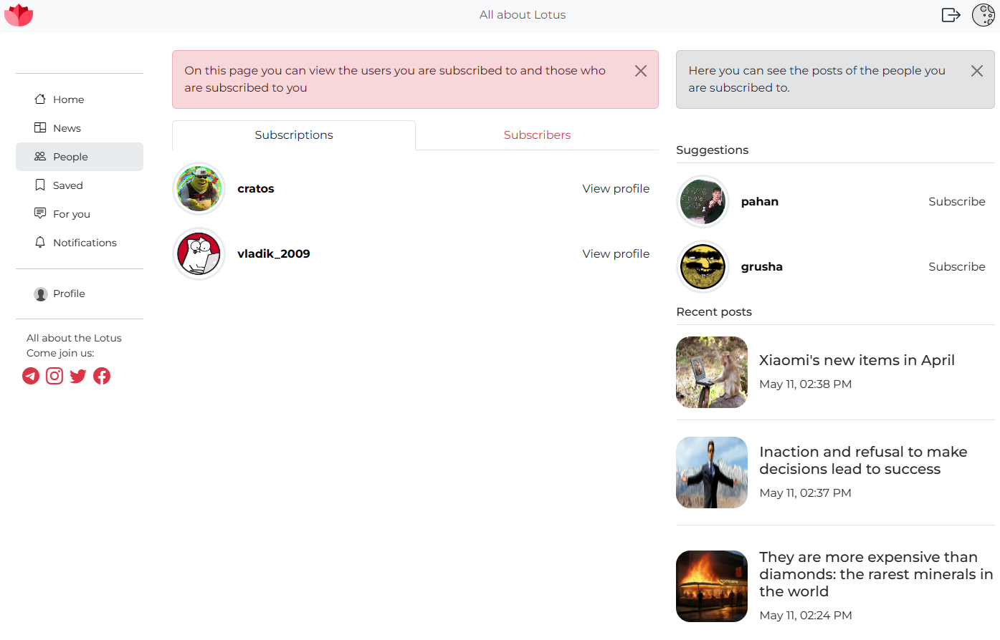 All about Lotus
Home
News
People
Saved
For you
Notifications
Profile
All about the Lotus
Come join us:
On this page you can view the users you are subscribed to and those who
are subscribed to you
Subscriptions
Subscribers
cratos
View profile
vladik_2009
View profile
Here you can see the posts of the people you
are subscribed to.
Suggestions
pahan
Subscribe
grusha
Subscribe
Recent posts
Xiaomi's new items in April
May 11, 02:38 PM
Inaction and refusal to make
decisions lead to success
May 11, 02:37 PM
They are more expensive than
diamonds: the rarest minerals in
the world
May 11, 02:24 PM